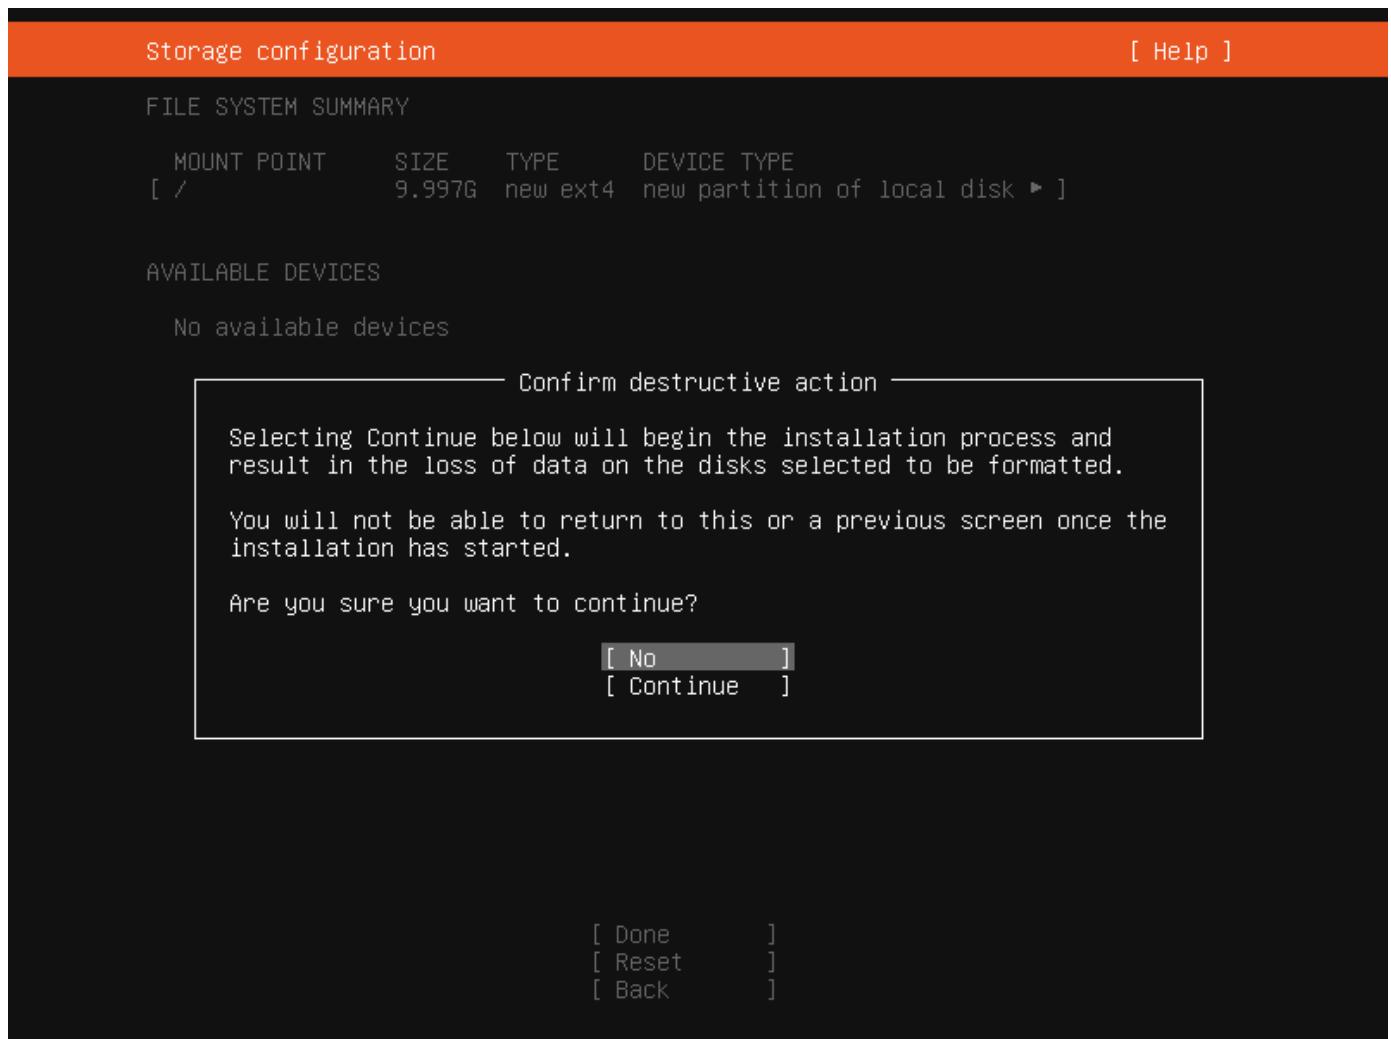 Storage configuration [ Help ]
FILE SYSTEM SUMMARY
MOUNT POINT SIZE TYPE DEVICE TYPE
[ / 9.997G new ext4 new partition of local disk ▸ ]
AVAILABLE DEVICES
No available devices
Confirm destructive action
Selecting Continue below will begin the installation process and
result in the loss of data on the disks selected to be formatted.
You will not be able to return to this or a previous screen once the
installation has started.
Are you sure you want to continue?
[ No ]
[ Continue ]
[ Done ]
[ Reset ]
[ Back ]